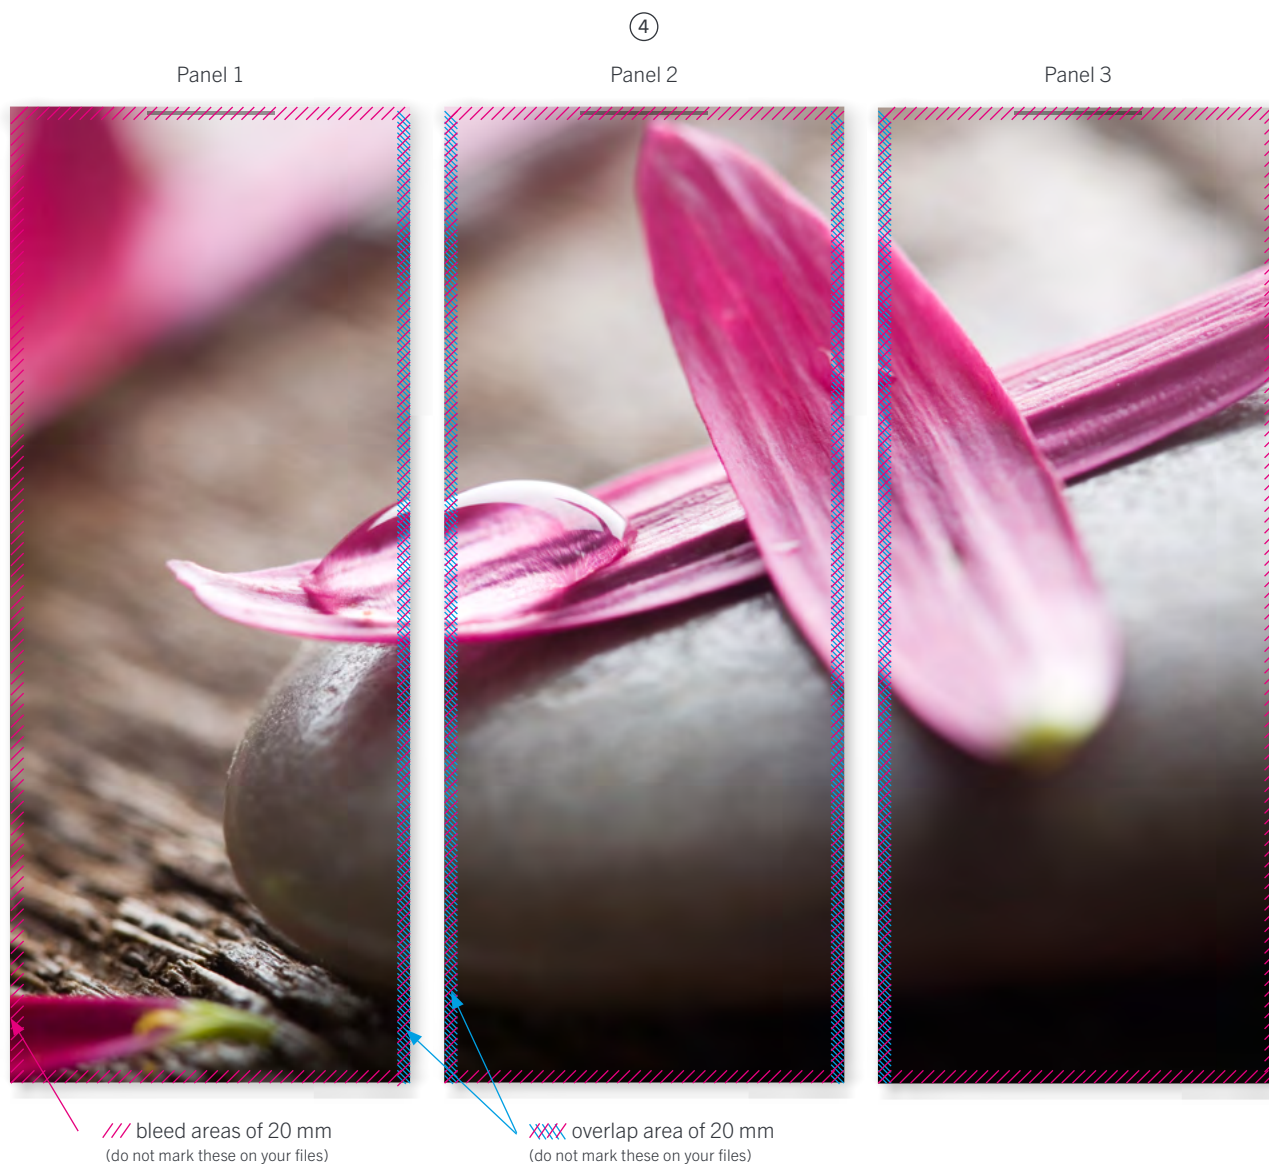 4
Panel 1
Panel 2
Panel 3
bleed areas of 20 mm
(do not mark these on your files)
overlap area of 20 mm
(do not mark these on your files)